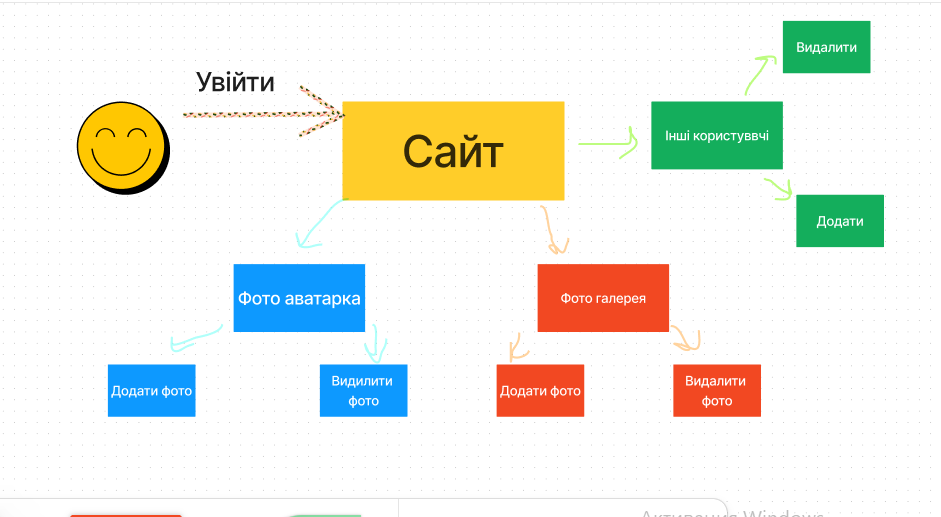 Видалити
Увійти
Сайт
Інші користуввчі
Додати
Фото аватарка
Фото галерея
Додати фото
Видилити
фото
Додати фото
Видалити
фото
Активация Windows